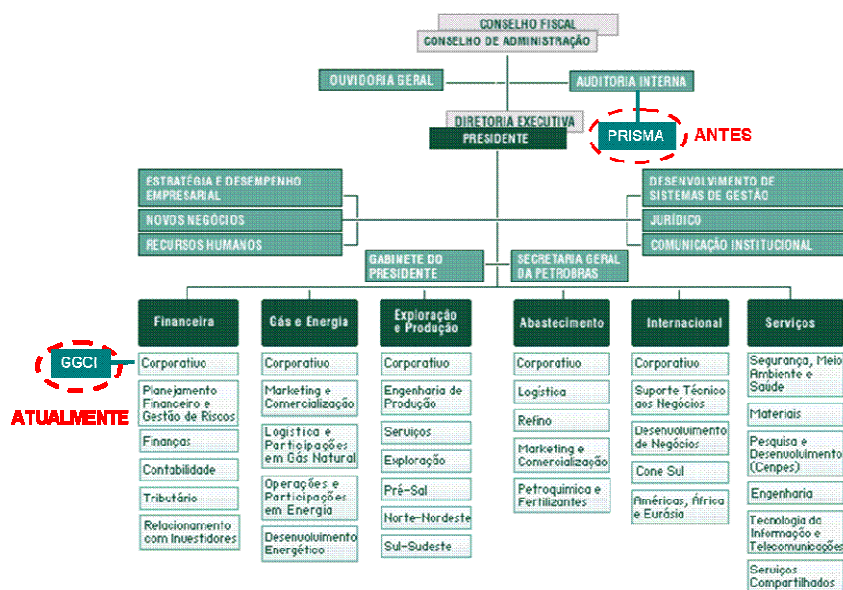 CONSELHO FISCAL
CONSELHO DE ADMINISTRAÇÃO
OUVIDORIA GERAL
AUDITORIA INTERNA
DIRETORIA EXECUTIVA
PRESIDENTE
PRISMA
ANTES
ESTRATÉGIA E DESEMPENHO
EMPRESARIAL
NOVOS NEGÓCIOS
RECURSOS HUMANOS
DESENVOLVIMENTO DE
SISTEMAS DE GESTÃO
JURÍDICO
COMUNICAÇÃO INSTITUCIONAL
GABINETE DO
PRESIDENTE
SECRETARIA GERAL
DA PETROBRAS
GGCI
ATUALMENTE
Financeira
Corporativo
Planejamento
Financeiro e
Gestão de Riscos
Finanças
Contabilidade
Tributário
Relacionamento
com Investidores
Gás e Energia
Corporativo
Marketing e
Comercialização
Logística e
Participações
em Gás Natural
Operações e
Participações
em Energia
Desenvolvimento
Energético
Exploração
e Produção
Corporativo
Engenharia de
Produção
Serviços
Exploração
Pré-Sal
Norte-Nordeste
Sul-Sudeste
Abastecimento
Corporativo
Logística
Refino
Marketing e
Comercialização
Petroquímica e
Fertilizantes
Internacional
Corporativo
Suporte Técnico
aos Negócios
Desenvolvimento
de Negócios
Cone Sul
Américas, África
e Eurásia
Serviços
Segurança, Meio
Ambiente e
Saúde
Materiais
Pesquisa e
Desenvolvimento
(Cenpes)
Engenharia
Tecnologia da
Informação e
Telecomunicações
Serviços
Compartilhados